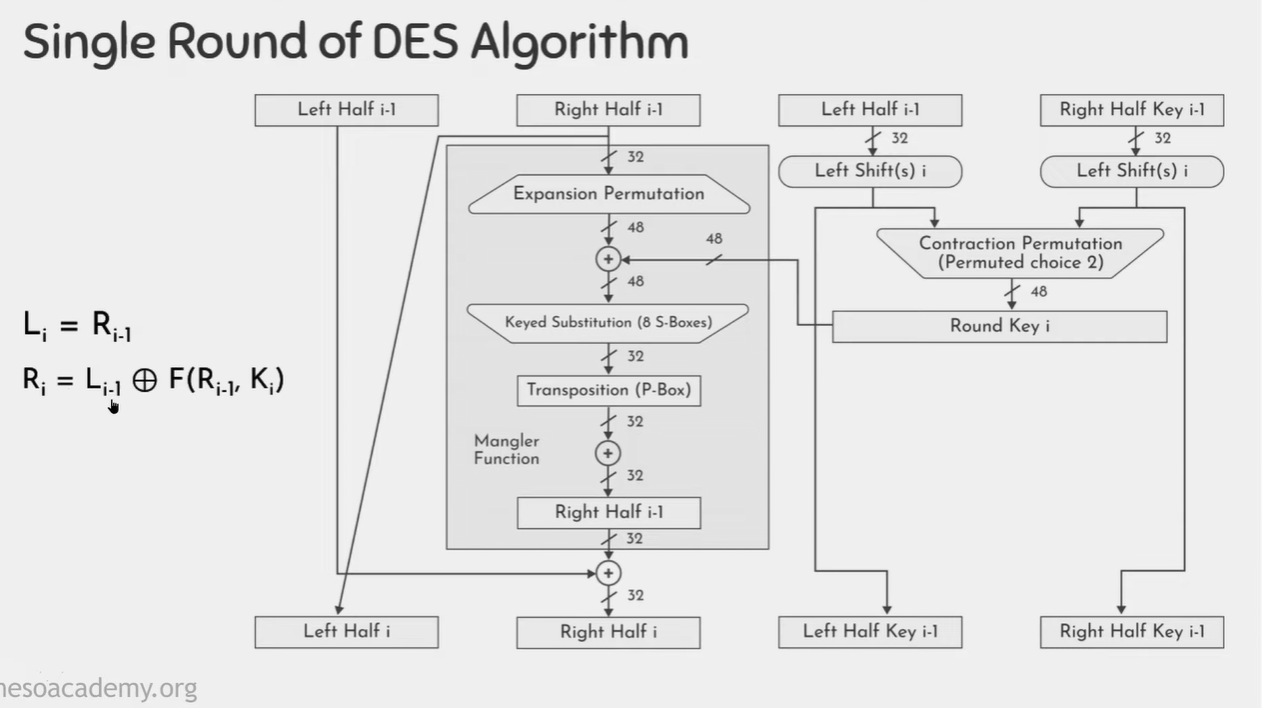 Single Round of DES Algorithm
Left Half i-1
Right Half i-1
Left Half i-1
Right Half Key i-1
32
32
32
Left Shift(s) i
Left Shift(s) i
Expansion Permutation
48
48
Contraction Permutation
(Permuted choice 2)
+
48
48
Keyed Substitution (8 S-Boxes)
Round Key i
Li = Ri-1
32
Ri = Li-1 ⊕ F(Ri-1, Ki)
Transposition (P-Box)
32
Mangler
Function
+
32
Right Half i-1
32
+
32
Left Half i
Right Half i
Left Half Key i-1
Right Half Key i-1
nesoacademy.org